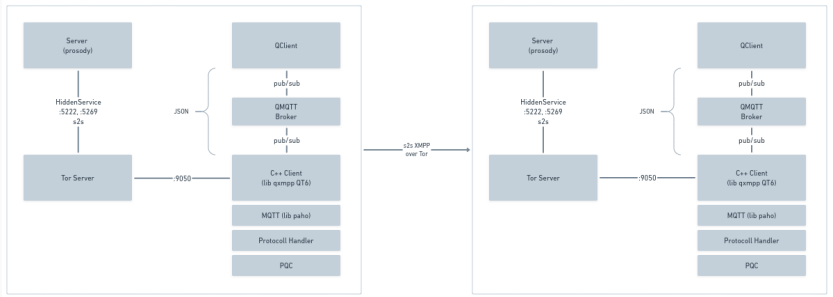 Server
(prosody)
HiddenService
:5222, :5269
s2s
Tor Server
:9050
JSON
QClient
pub/sub
QMQTT
Broker
pub/sub
C++ Client
(lib qxmpp QT6)
MQTT (lib paho)
Protocoll Handler
PQC
s2s XMPP
over Tor
Server
(prosody)
HiddenService
:5222, :5269
s2s
Tor Server
:9050
JSON
QClient
pub/sub
QMQTT
Broker
pub/sub
C++ Client
(lib qxmpp QT6)
MQTT (lib paho)
Protocoll Handler
PQC